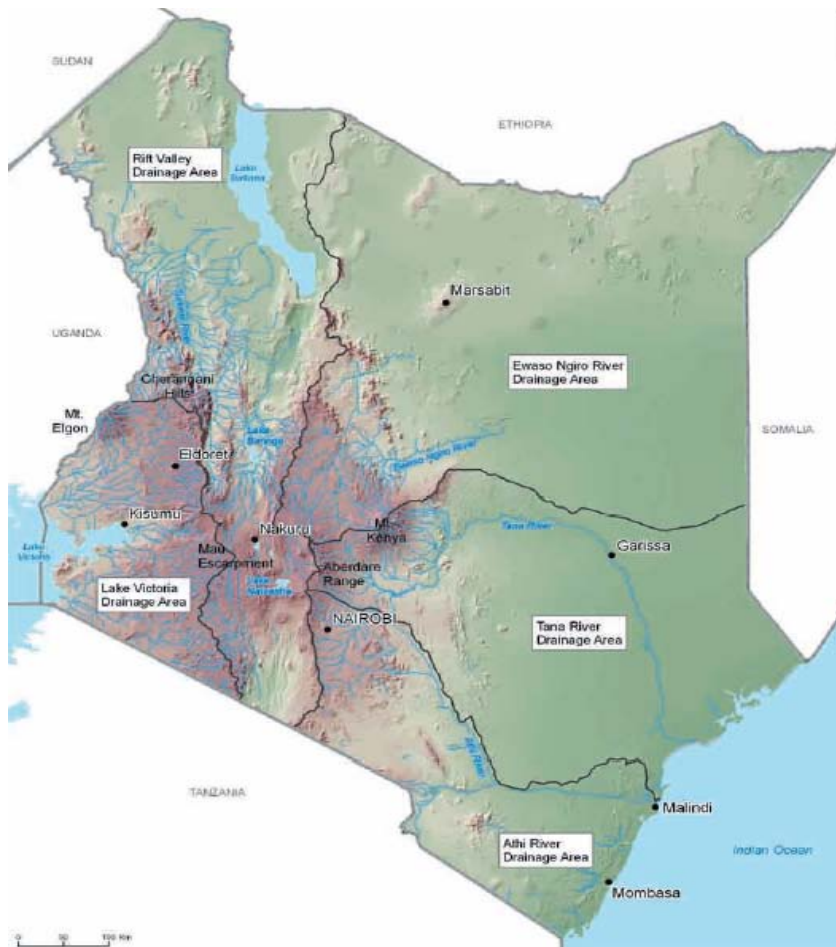 SUDAN
ETHIOPIA
Rift Valley
Drainage Area
Lake
Turkana
Marsabit
UGANDA
Turkwel River
Ewaso Ngiro River
Drainage Area
Cherangani
Hills
Mt.
Elgon
Lake
Baringo
SOMALIA
Eldoret
Ewaso Ngiro River
Kisumu
Nakuru
Mt.
Kenya
Tana River
Garissa
Lake
Victoria
Mau
Escarpment
Aberdare
Range
Lake
Naivasha
Lake Victoria
Drainage Area
NAIROBI
Tana River
Drainage Area
Athi River
TANZANIA
Malindi
Athi River
Drainage Area
Indian Ocean
Mombasa
0 50 100 Km